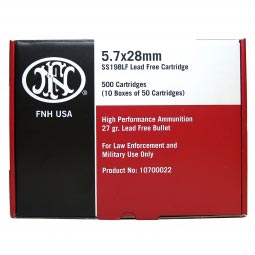 FN
FNH USA
5.7x28mm
SS198LF Lead Free Cartridge
500 Cartridges
(10 Boxes of 50 Cartridges)
High Performance Ammunition
27 gr. Lead Free Bullet
For Law Enforcement and
Military Use Only
Product No: 10700022